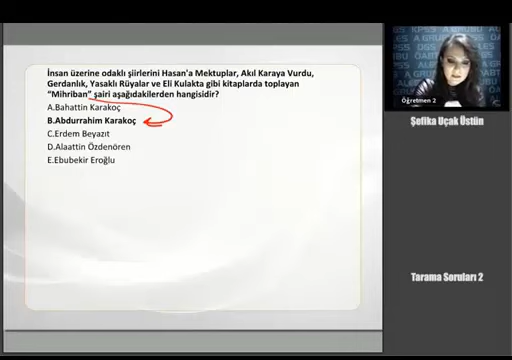 İnsan üzerine odaklı şiirlerini Hasan'a Mektuplar, Akıl Karaya Vurdu,
Gerdanlık, Yasaklı Rüyalar ve Eli Kulakta gibi kitaplarda toplayan
"Mihriban" şairi aşağıdakilerden hangisidir?
A.Bahattin Karakoç
B.Abdurrahim Karakoç
C.Erdem Beyazıt
D.Alaattin Özdenören
E.Ebubekir Eroğlu
Öğretmen 2
Şefika Uçak Üstün
Tarama Soruları 2